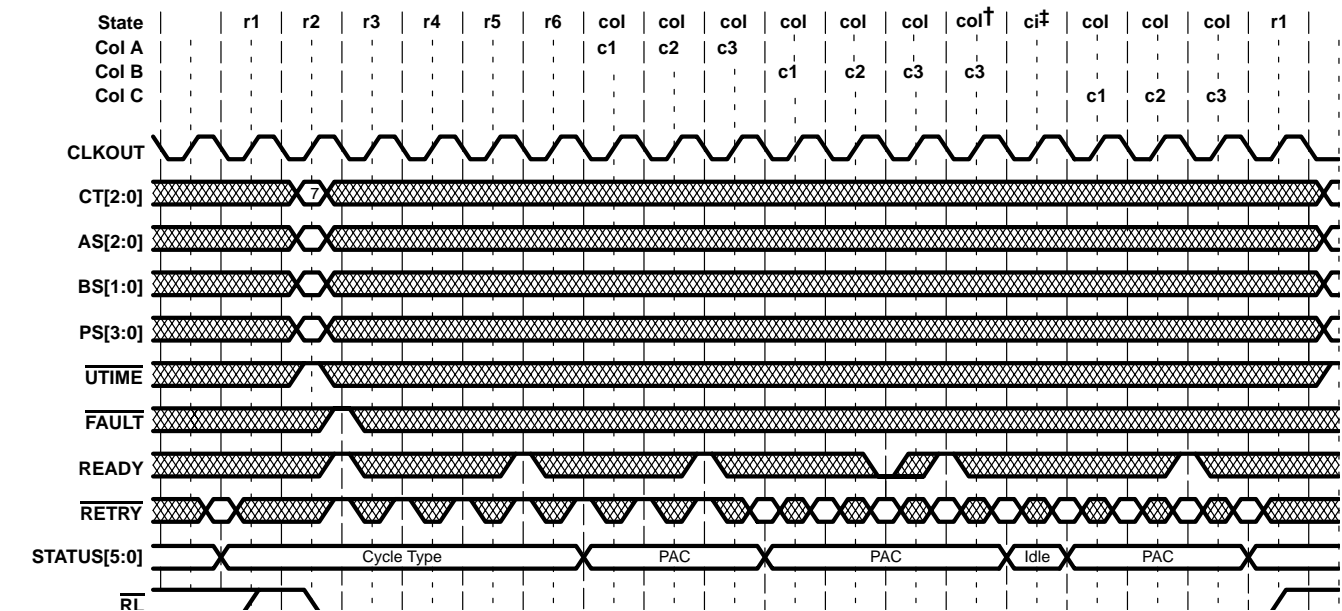 State r1 r2 r3 r4 r5 r6 col col col col col col col† ci‡ col col col r1
Col A c1 c2 c3
Col B c1 c2 c3 c3
Col C c1 c2 c3
CLKOUT
CT[2:0] 7
AS[2:0]
BS[1:0]
PS[3:0]
UTIME
FAULT
READY
RETRY
STATUS[5:0] Cycle Type PAC PAC Idle PAC
RL